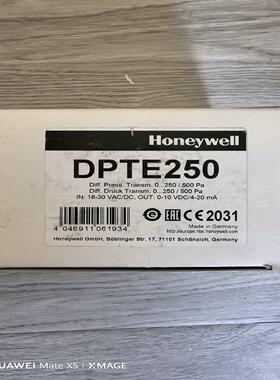 Honeywell
DPTE250
Diff. Press. Transm. 0...250 / 500 Pa
Diff. Druck Transm. 0...250 / 500 Pa
IN: 18-30 VAC/DC, OUT: 0-10 VDC/4-20 mA
EAC CE 2031
4 046911 061934
Made in Germany
http://europe.hbc.honeywell.com
Honeywell GmbH, Böblinger Str. 17, 71101 Schönaich, Germany
HUAWEI Mate X5 | XMAGE